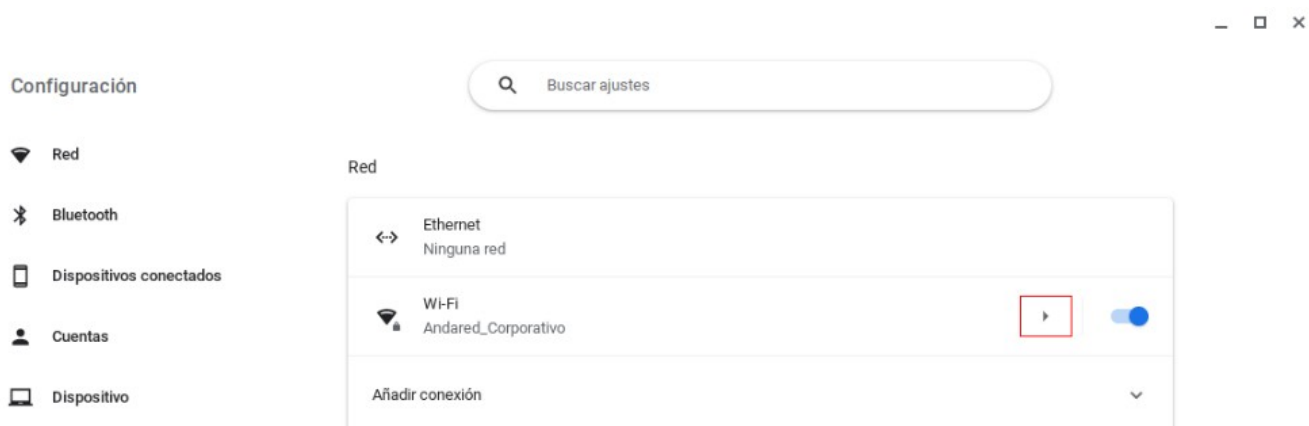 Configuración
Buscar ajustes
Red
Bluetooth
Dispositivos conectados
Cuentas
Dispositivo
Red
Ethernet
Ninguna red
Wi-Fi
Andared_Corporativo
Añadir conexión